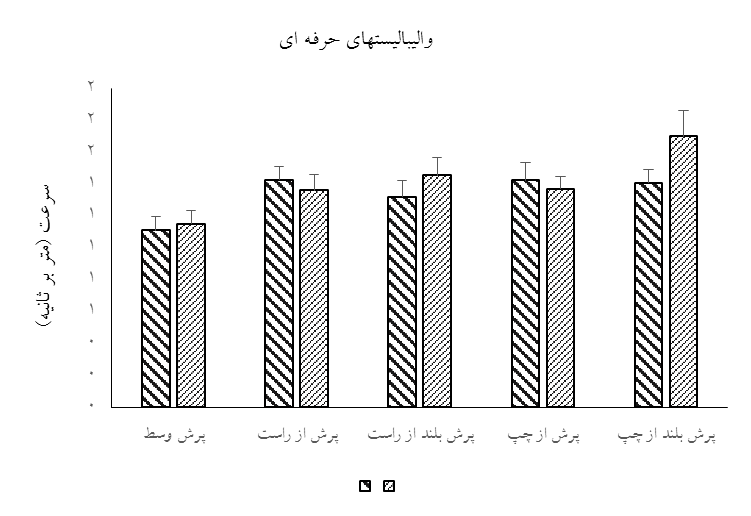 والیبالیستهای حرفه ای
سرعت (متر بر ثانیه)
۲
۲
۲
۱
۱
۱
۱
۱
۰
۰
۰
پرش وسط
پرش از راست
پرش بلند از راست
پرش از چپ
پرش بلند از چپ